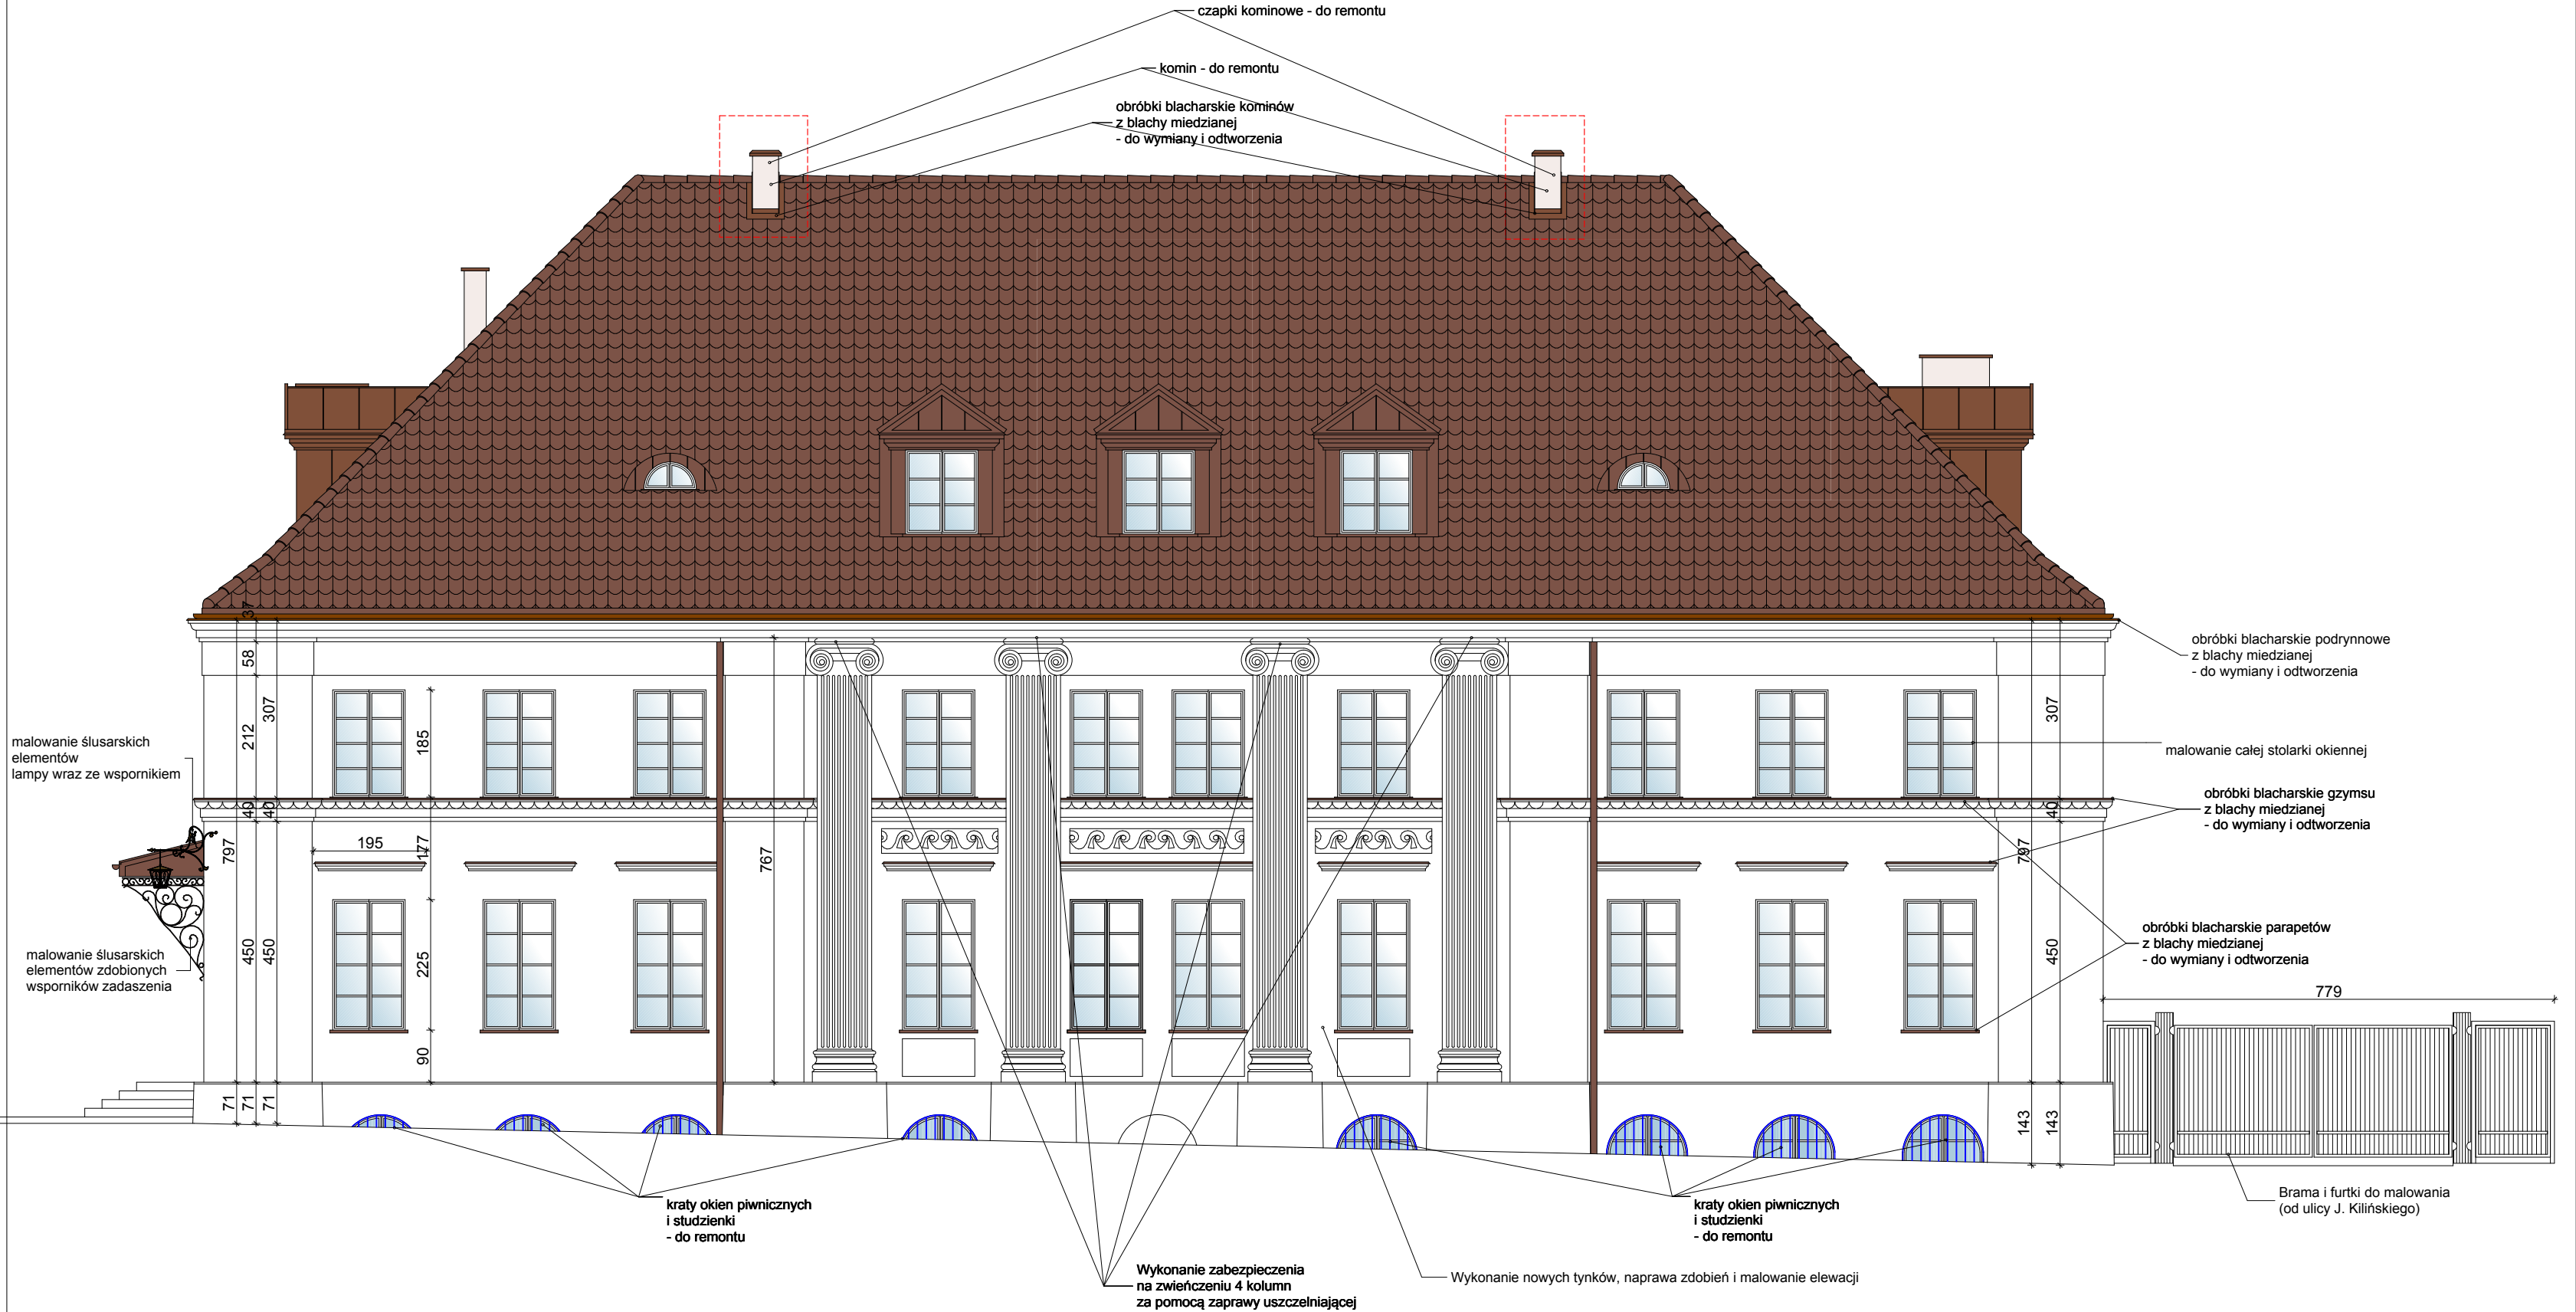 czapki kominowe - do remontu
komin - do remontu
obróbki blacharskie kominów
z blachy miedzianej
- do wymiany i odtworzenia
37
58
307
212
185
40
40
797
195
177
767
450
450
225
90
71
71
71
malowanie ślusarskich
elementów
lampy wraz ze wspornikiem
malowanie ślusarskich
elementów zdobionych
wsporników zadaszenia
obróbki blacharskie podrynnowe
z blachy miedzianej
- do wymiany i odtworzenia
307
malowanie całej stolarki okiennej
obróbki blacharskie gzymsu
z blachy miedzianej
- do wymiany i odtworzenia
40
797
obróbki blacharskie parapetów
z blachy miedzianej
- do wymiany i odtworzenia
450
779
143
143
kraty okien piwnicznych
i studzienki
- do remontu
kraty okien piwnicznych
i studzienki
- do remontu
Brama i furtki do malowania
(od ulicy J. Kilińskiego)
Wykonanie zabezpieczenia
na zwieńczeniu 4 kolumn
za pomocą zaprawy uszczelniającej
Wykonanie nowych tynków, naprawa zdobień i malowanie elewacji